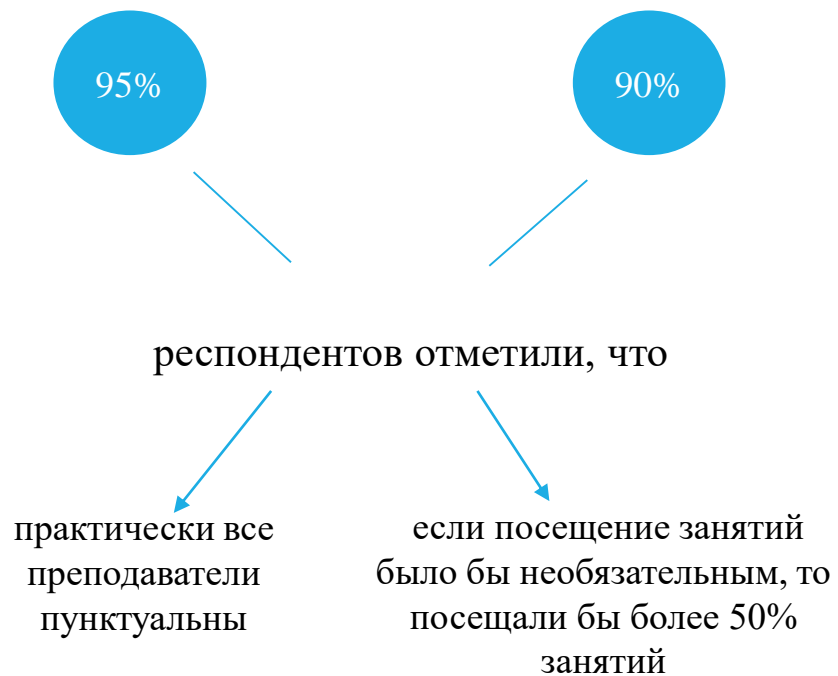 95%
90%
респондентов отметили, что
практически все
преподаватели
пунктуальны
если посещение занятий
было бы необязательным, то
посещали бы более 50%
занятий